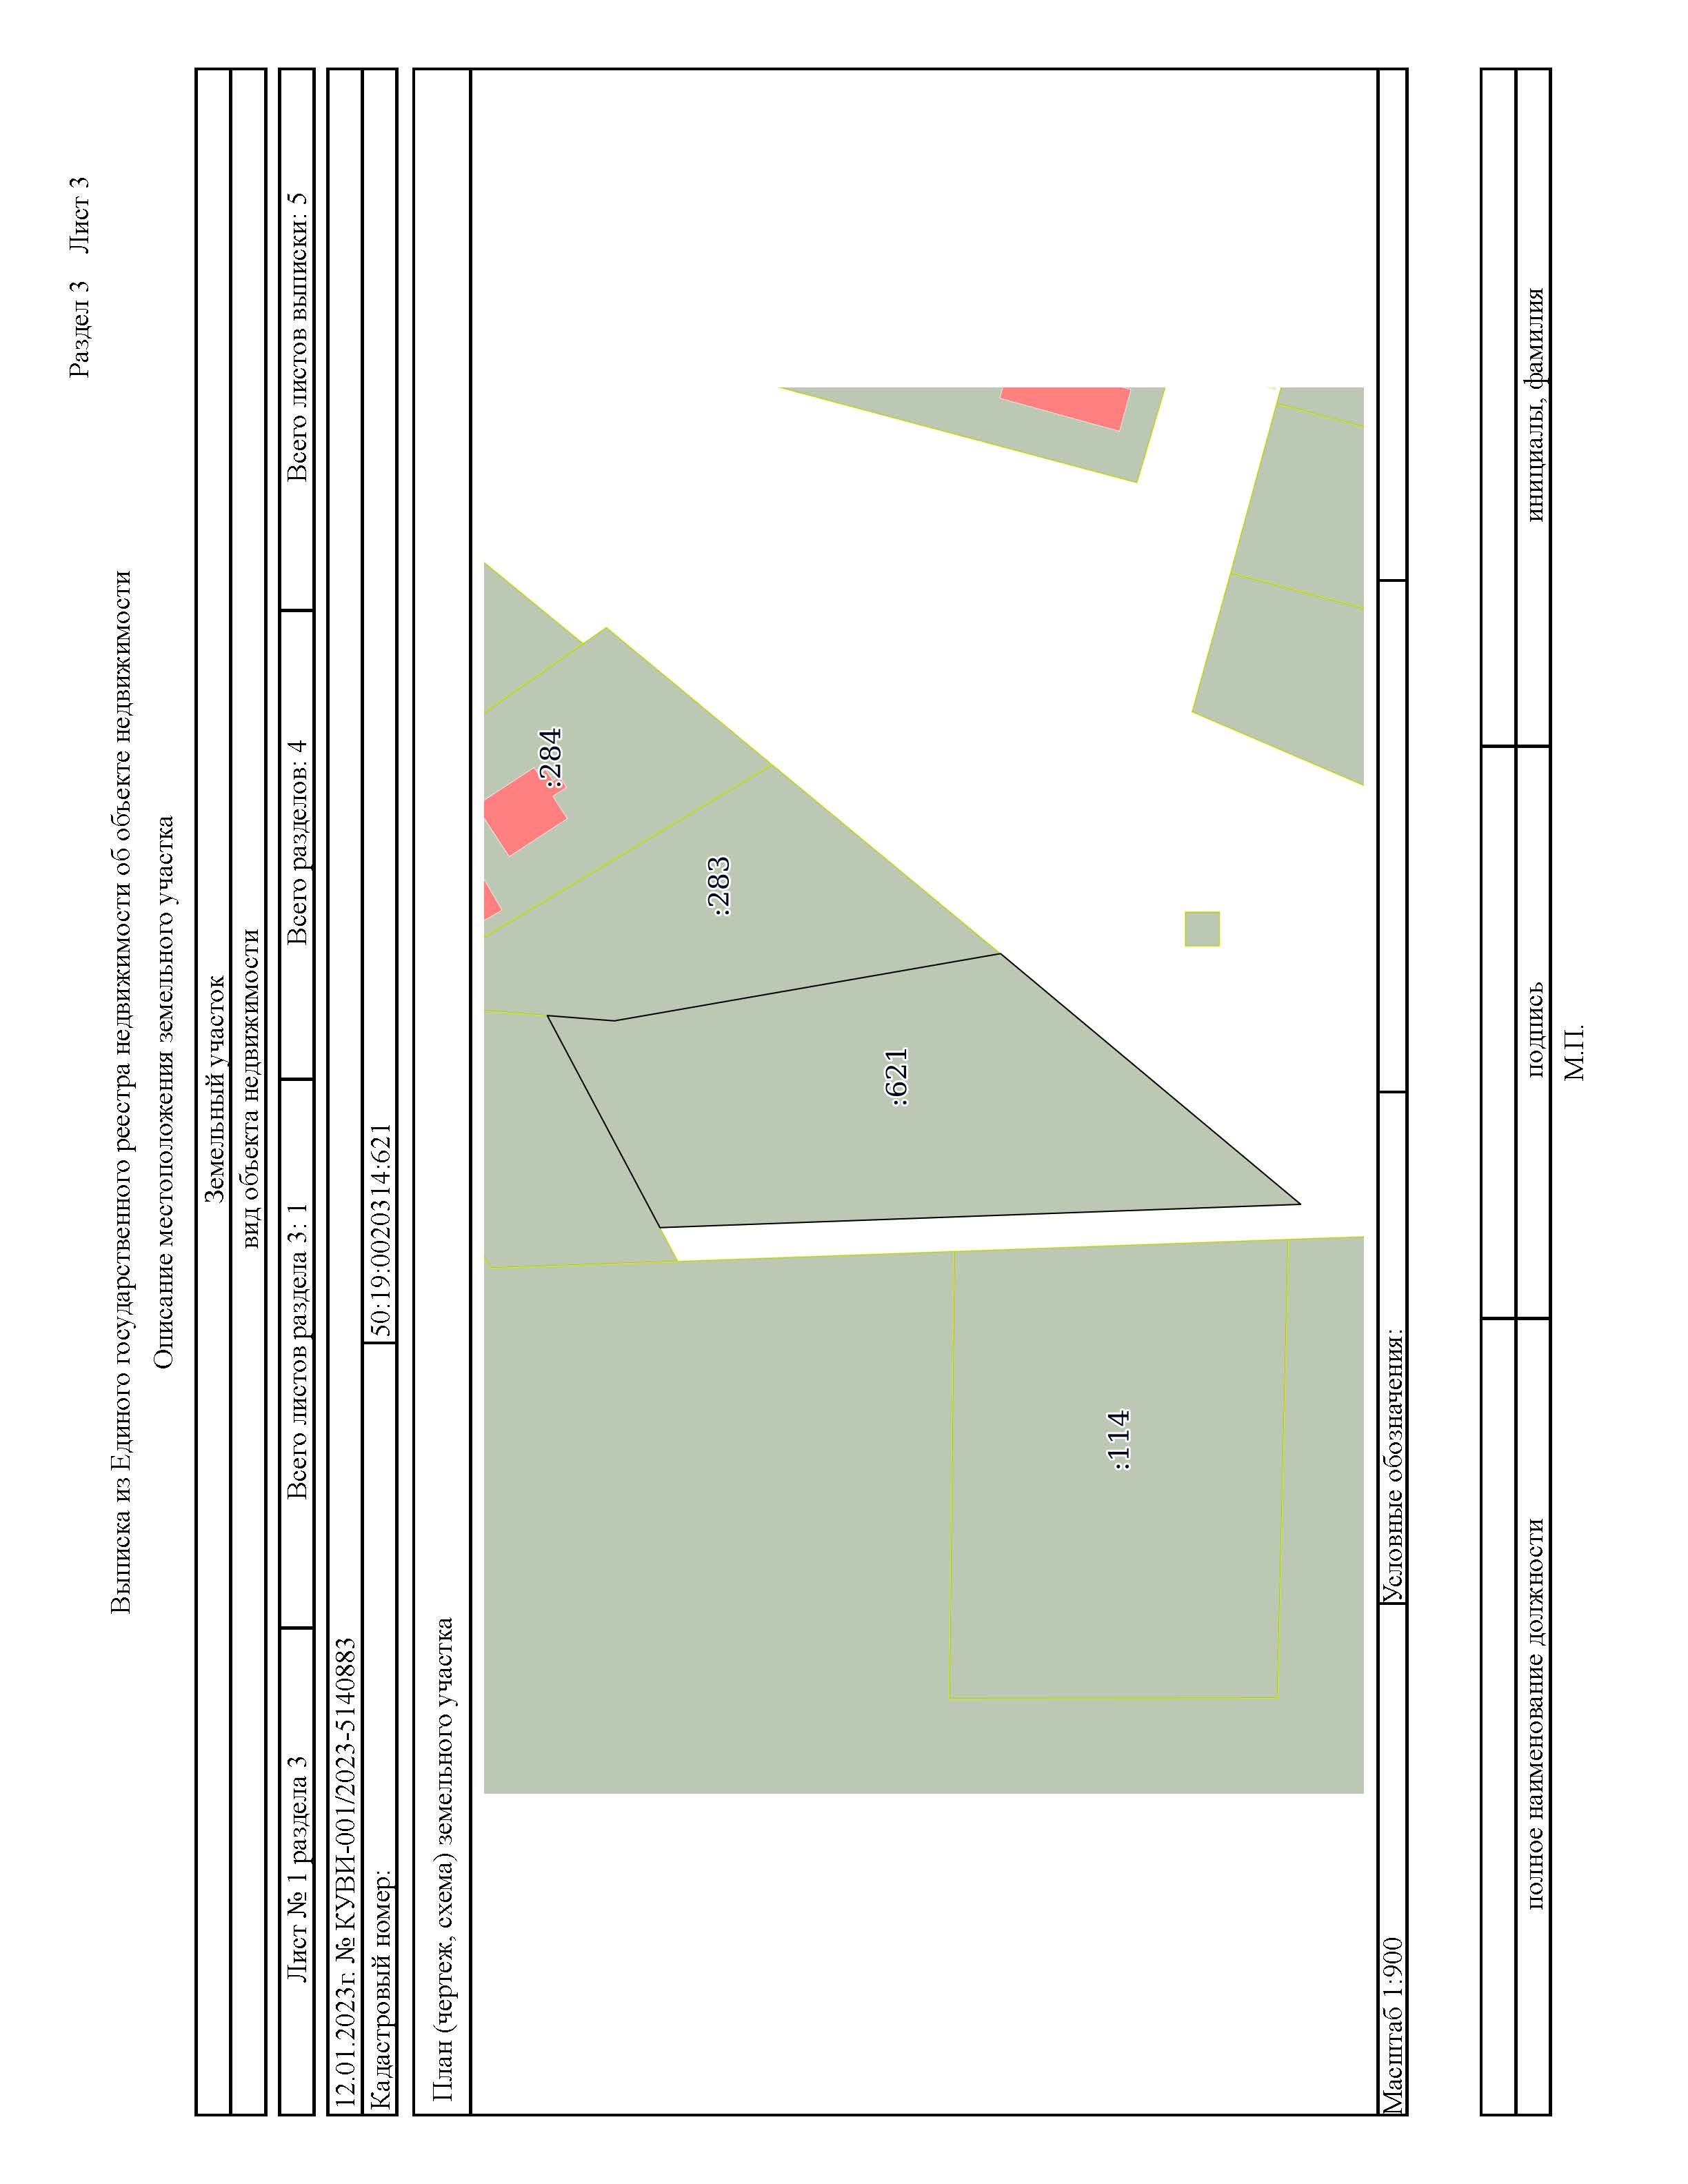 Раздел 3 Лист 3
Выписка из Единого государственного реестра недвижимости об объекте недвижимости
Описание местоположения земельного участка
Земельный участок
вид объекта недвижимости
Лист № 1 раздела 3 Всего листов раздела 3: 1 Всего разделов: 4 Всего листов выписки: 5
12.01.2023г. № КУВИ-001/2023-5140883
Кадастровый номер: 50:19:0020314:621
План (чертеж, схема) земельного участка
:284
:283
:621
:114
Масштаб 1:900 Условные обозначения:
полное наименование должности подпись инициалы, фамилия
М.П.